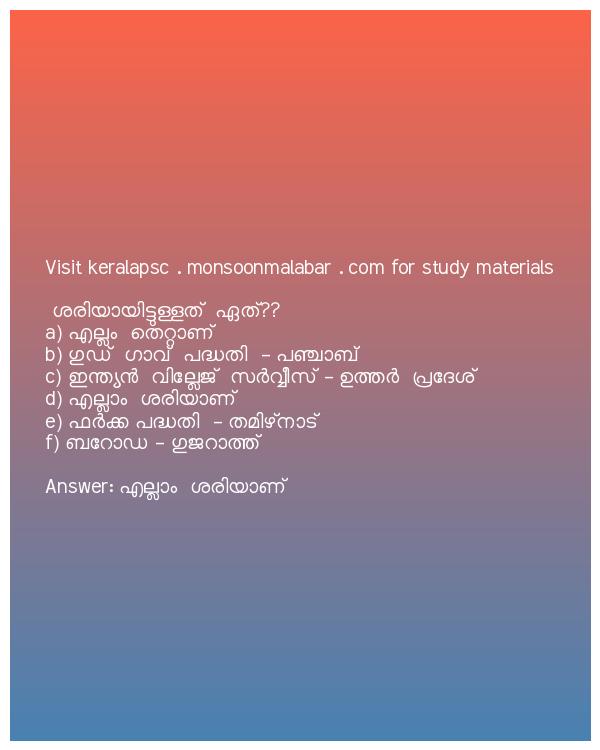 Visit keralapsc . monsoonmalabar . com for study materials
ശരിയായിട്ടുള്ളത് ഏത്??
a) എല്ലം തെറ്റാണ്
b) ഗുഡ് ഗാവ് പദ്ധതി - പഞ്ചാബ്
c) ഇന്ത്യൻ വില്ലേജ് സർവ്വീസ് - ഉത്തർ പ്രദേശ്
d) എല്ലാം ശരിയാണ്
e) ഫർക്ക പദ്ധതി - തമിഴ്നാട്
f) ബറോഡ - ഗുജറാത്ത്
Answer: എല്ലാം ശരിയാണ്